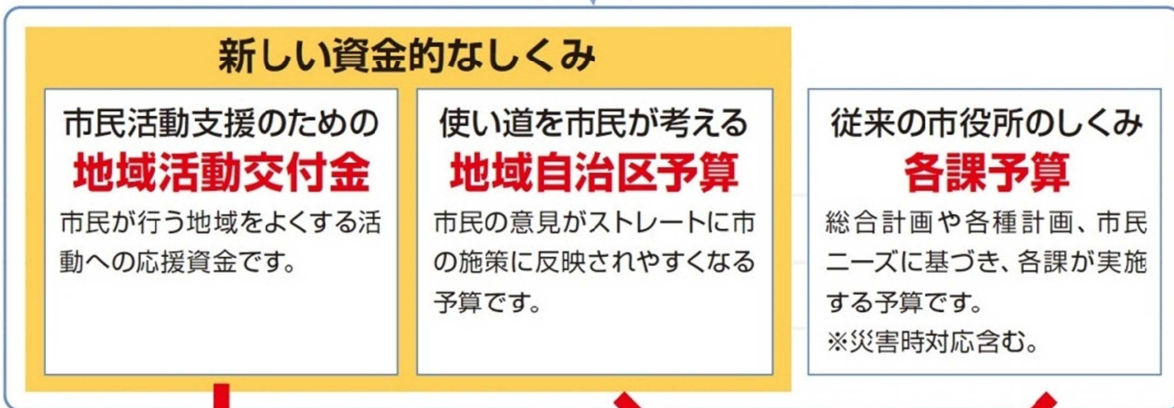 新しい資金的なしくみ
市民活動支援のための
地域活動交付金
市民が行う地域をよくする活
動への応援資金です。
使い道を市民が考える
地域自治区予算
市民の意見がストレートに市
の施策に反映されやすくなる
予算です。
従来の市役所のしくみ
各課予算
総合計画や各種計画、市民
ニーズに基づき、各課が実施
する予算です。
※災害時対応含む。